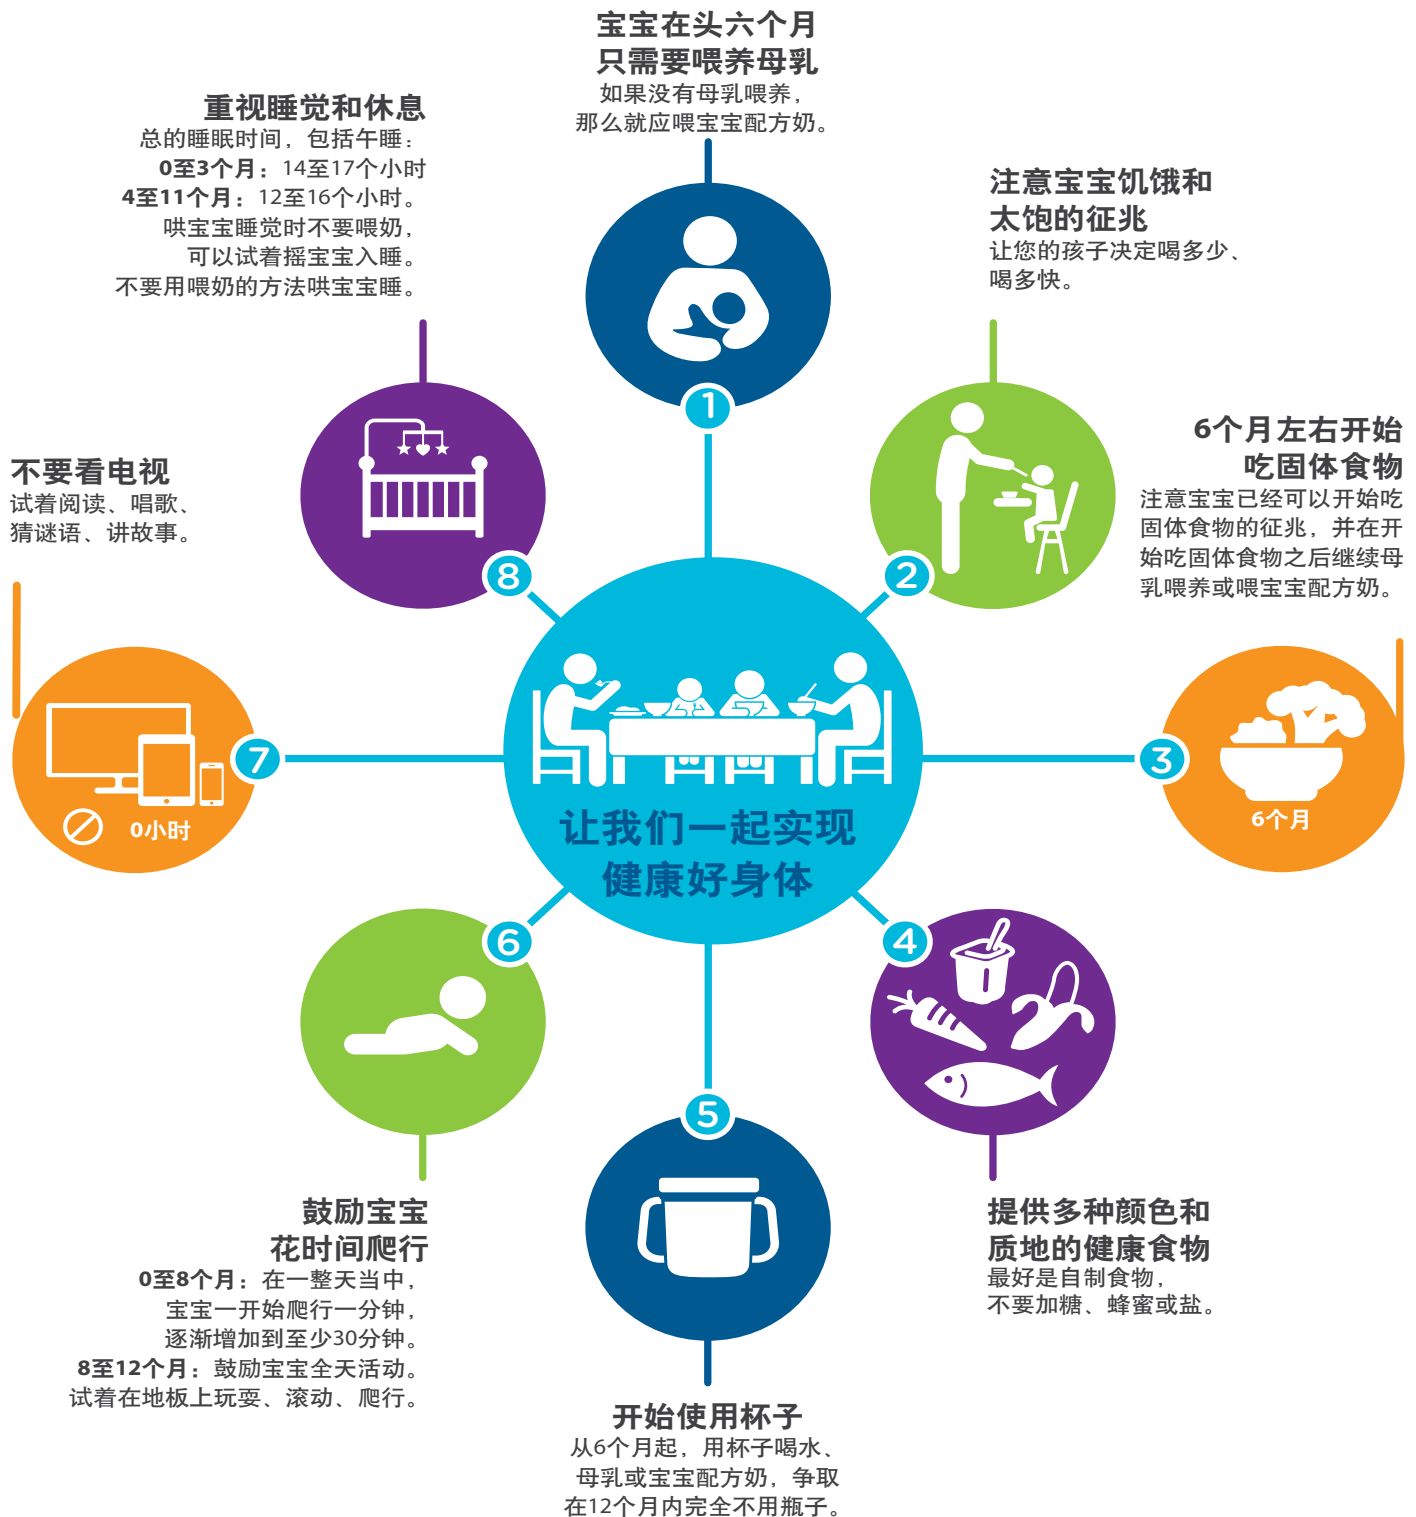 宝宝在头六个月
只需要喂养母乳
如果没有母乳喂养，
那么就应喂宝宝配方奶。
1
注意宝宝饥饿和
太饱的征兆
让您的孩子决定喝多少、
喝多快。
2
6个月左右开始
吃固体食物
注意宝宝已经可以开始吃
固体食物的征兆，并在开
始吃固体食物之后继续母
乳喂养或喂宝宝配方奶。
3
6个月
4
提供多种颜色和
质地的健康食物
最好是自制食物，
不要加糖、蜂蜜或盐。
5
开始使用杯子
从6个月起，用杯子喝水、
母乳或宝宝配方奶，争取
在12个月内完全不用瓶子。
6
鼓励宝宝
花时间爬行
0至8个月：在一整天当中，
宝宝一开始爬行一分钟，
逐渐增加到至少30分钟。
8至12个月：鼓励宝宝全天活动。
试着在地板上玩耍、滚动、爬行。
不要看电视
试着阅读、唱歌、
猜谜语、讲故事。
7
0小时
重视睡觉和休息
总的睡眠时间，包括午睡：
0至3个月：14至17个小时
4至11个月：12至16个小时。
哄宝宝睡觉时不要喂奶，
可以试着摇宝宝入睡。
不要用喂奶的方法哄宝宝睡。
8
让我们一起实现
健康好身体